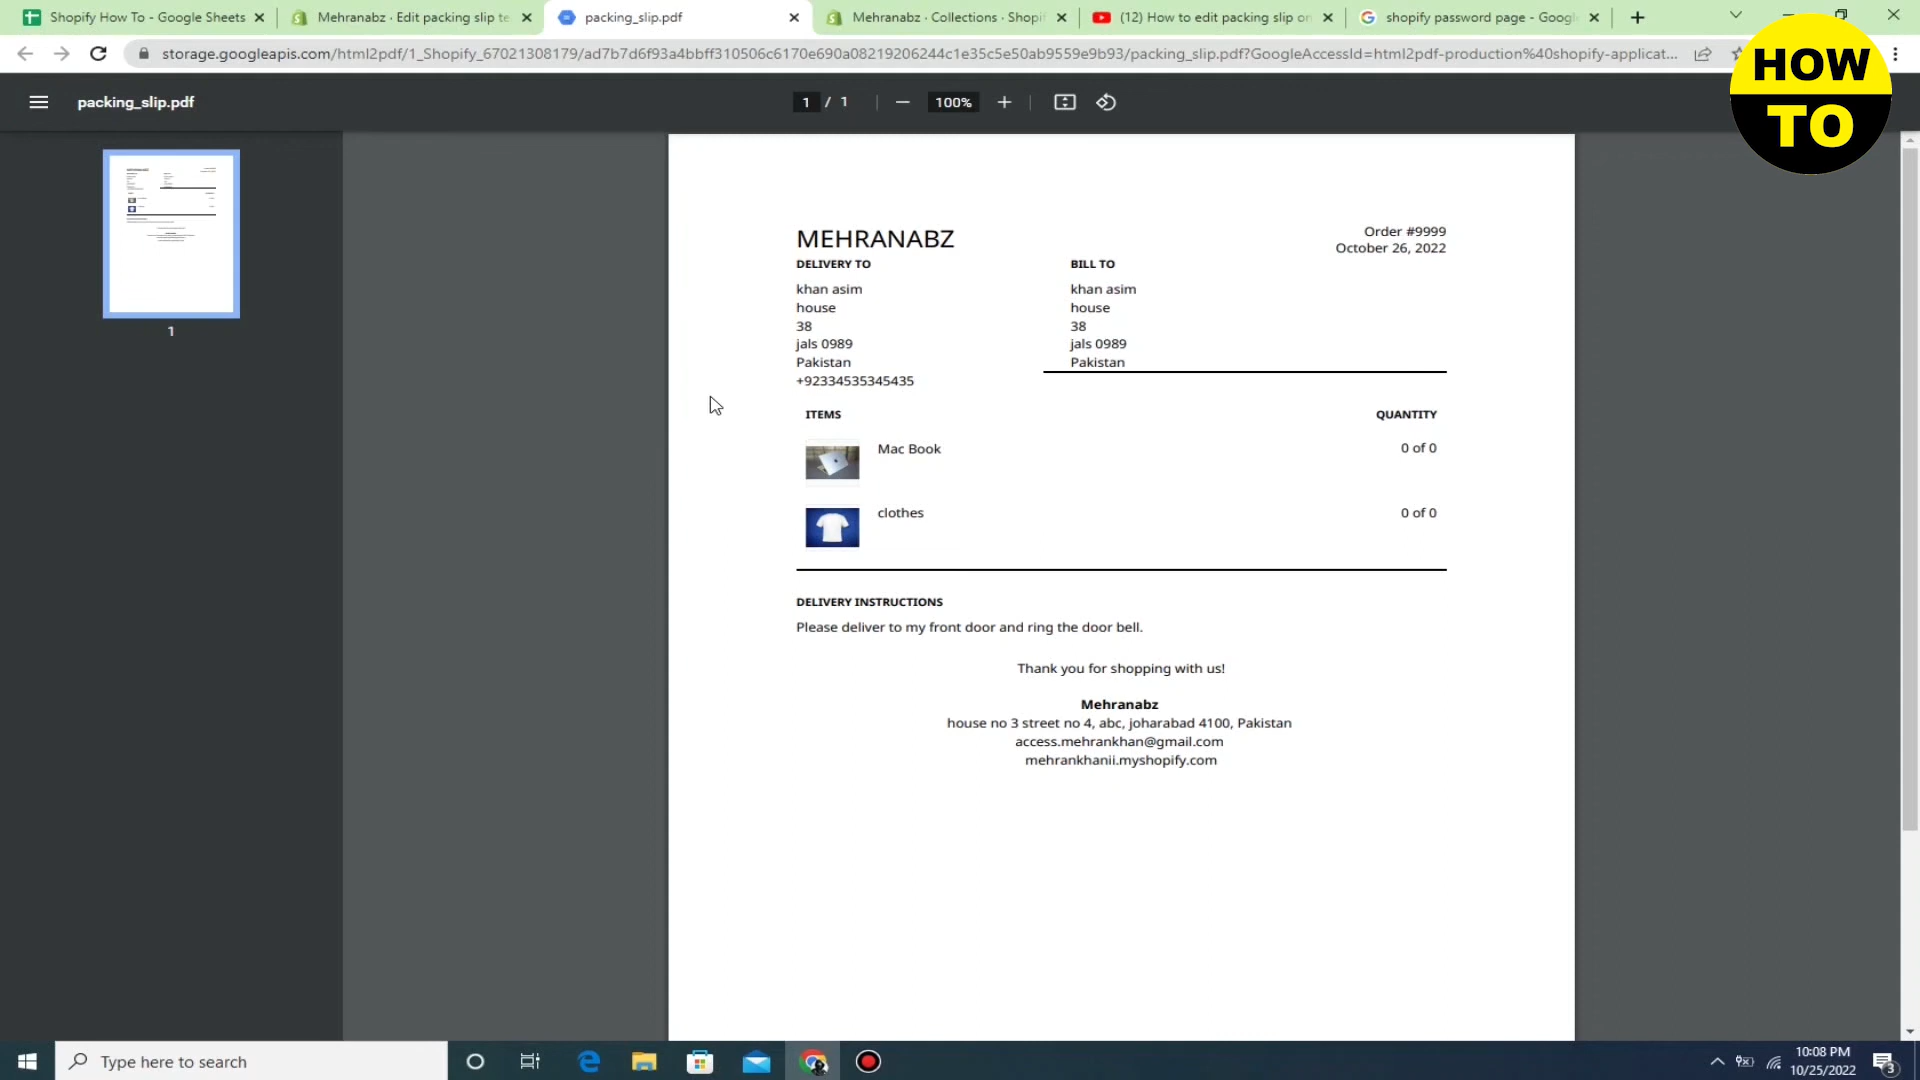 Shopify How To - Google Sheets
Mehranabz · Edit packing slip te
packing_slip.pdf
Mehranabz · Collections · Shopif
(12) How to edit packing slip on
shopify password page - Googl
storage.googleapis.com/html2pdf/1_Shopify_67021308179/ad7b7d6f93a4bbff310506c6170e690a08219206244c1e35c5e50ab9559e9b93/packing_slip.pdf?GoogleAccessId=html2pdf-production%40shopify-applicat...
HOW
TO
packing_slip.pdf
1 / 1
100%
1
MEHRANABZ
Order #9999
October 26, 2022
DELIVERY TO
khan asim
house
38
jals 0989
Pakistan
+92334535345435
BILL TO
khan asim
house
38
jals 0989
Pakistan
ITEMS
QUANTITY
Mac Book
0 of 0
clothes
0 of 0
DELIVERY INSTRUCTIONS
Please deliver to my front door and ring the door bell.
Thank you for shopping with us!
Mehranabz
house no 3 street no 4, abc, joharabad 4100, Pakistan
access.mehrankhan@gmail.com
mehrankhanii.myshopify.com
Type here to search
10:08 PM
10/25/2022
3